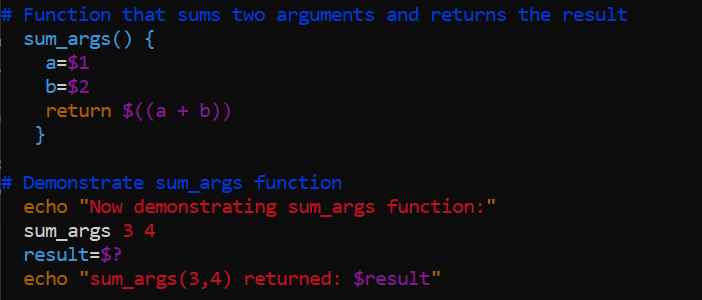 # Function that sums two arguments and returns the result
sum_args() {
a=$1
b=$2
return $((a + b))
}
# Demonstrate sum_args function
echo "Now demonstrating sum_args function:"
sum_args 3 4
result=$?
echo "sum_args(3,4) returned: $result"